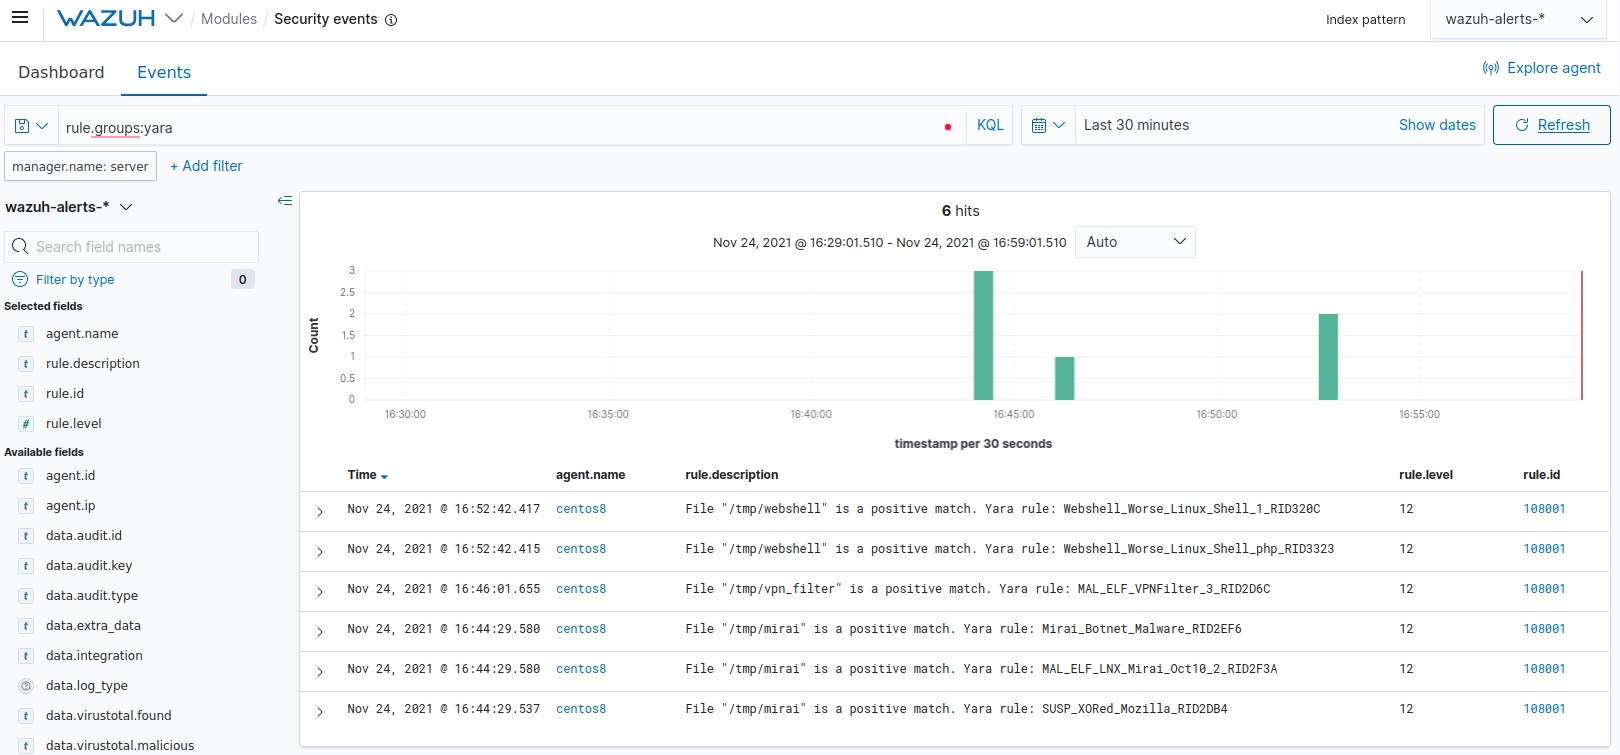 WAZUH / Modules / Security events
Index pattern
wazuh-alerts-*
Dashboard
Events
Explore agent
rule.groups:yara
KQL
Last 30 minutes
Show dates
Refresh
manager.name: server
+ Add filter
wazuh-alerts-*
Search field names
Filter by type
0
Selected fields
t agent.name
t rule.description
t rule.id
# rule.level
Available fields
t agent.id
t agent.ip
t data.audit.id
t data.audit.key
t data.audit.type
t data.extra_data
t data.integration
? data.log_type
t data.virustotal.found
t data.virustotal.malicious
6 hits
Nov 24, 2021 @ 16:29:01.510 - Nov 24, 2021 @ 16:59:01.510
Auto
Count
3
2.5
2
1.5
1
0.5
0
16:30:00 16:35:00 16:40:00 16:45:00 16:50:00 16:55:00
timestamp per 30 seconds
Time agent.name rule.description rule.level rule.id
Nov 24, 2021 @ 16:52:42.417 centos8 File "/tmp/webshell" is a positive match. Yara rule: Webshell_Worse_Linux_Shell_1_RID320C 12 108001
Nov 24, 2021 @ 16:52:42.415 centos8 File "/tmp/webshell" is a positive match. Yara rule: Webshell_Worse_Linux_Shell_php_RID3323 12 108001
Nov 24, 2021 @ 16:46:01.655 centos8 File "/tmp/vpn_filter" is a positive match. Yara rule: MAL_ELF_VPNFilter_3_RID2D6C 12 108001
Nov 24, 2021 @ 16:44:29.580 centos8 File "/tmp/mirai" is a positive match. Yara rule: Mirai_Botnet_Malware_RID2EF6 12 108001
Nov 24, 2021 @ 16:44:29.580 centos8 File "/tmp/mirai" is a positive match. Yara rule: MAL_ELF_LNX_Mirai_Oct10_2_RID2F3A 12 108001
Nov 24, 2021 @ 16:44:29.537 centos8 File "/tmp/mirai" is a positive match. Yara rule: SUSP_XORed_Mozilla_RID2DB4 12 108001